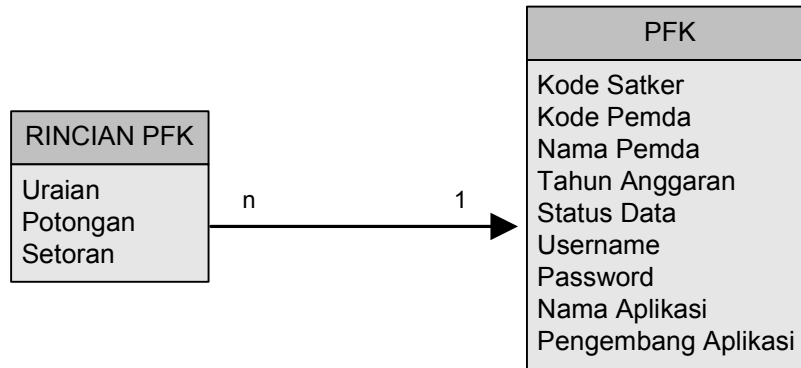 RINCIAN PFK
Uraian
Potongan
Setoran
n
1
PFK
Kode Satker
Kode Pemda
Nama Pemda
Tahun Anggaran
Status Data
Username
Password
Nama Aplikasi
Pengembang Aplikasi